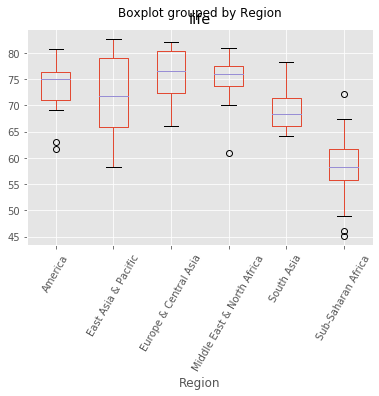 Boxplot grouped by Region
life
80
75
70
65
60
55
50
45
America
East Asia & Pacific
Europe & Central Asia
Middle East & North Africa
South Asia
Sub-Saharan Africa
Region